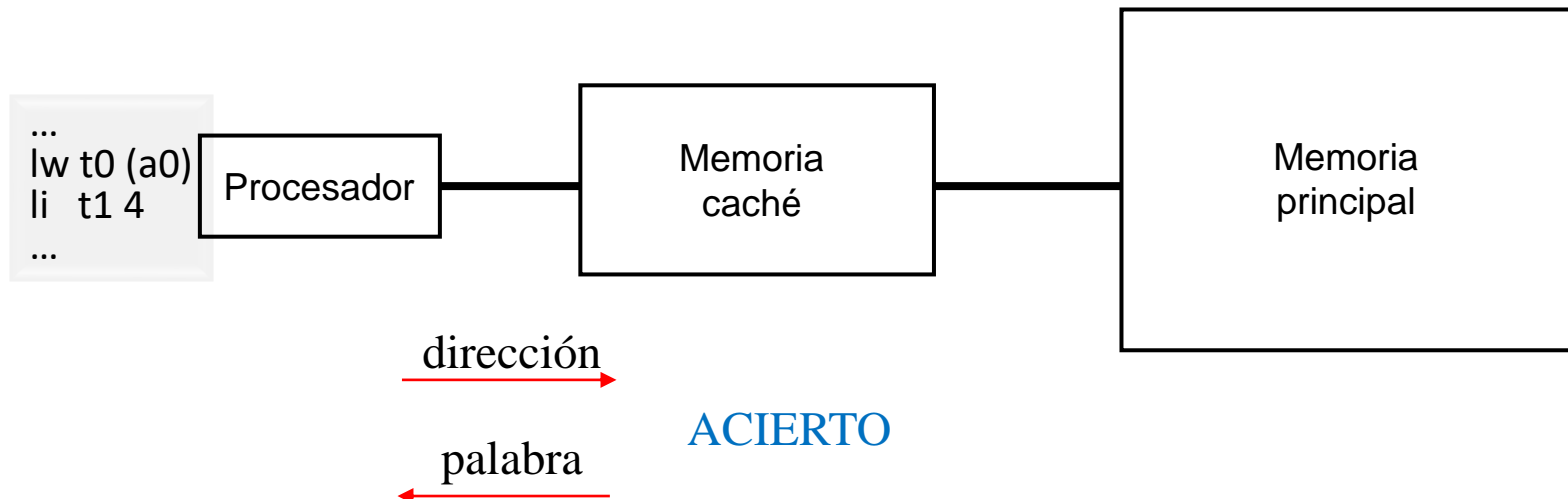 ...
lw t0 (a0)
li t1 4
...
Procesador
Memoria
caché
Memoria
principal
dirección
ACIERTO
palabra